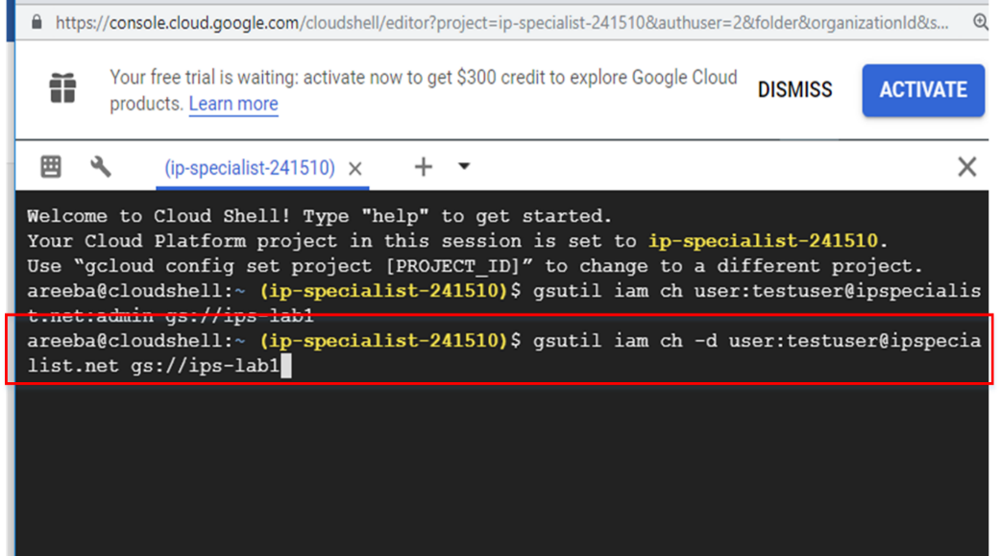 https://console.cloud.google.com/cloudshell/editor?project=ip-specialist-241510&authuser=2&folder&organizationId&s...
Your free trial is waiting: activate now to get $300 credit to explore Google Cloud
products. Learn more
DISMISS
ACTIVATE
(ip-specialist-241510) ×
Welcome to Cloud Shell! Type "help" to get started.
Your Cloud Platform project in this session is set to ip-specialist-241510.
Use “gcloud config set project [PROJECT_ID]” to change to a different project.
areeba@cloudshell:~ (ip-specialist-241510)$ gsutil iam ch user:testuser@ipspecialis
t.net:admin gs://ips-lab1
areeba@cloudshell:~ (ip-specialist-241510)$ gsutil iam ch -d user:testuser@ipspecia
list.net gs://ips-lab1